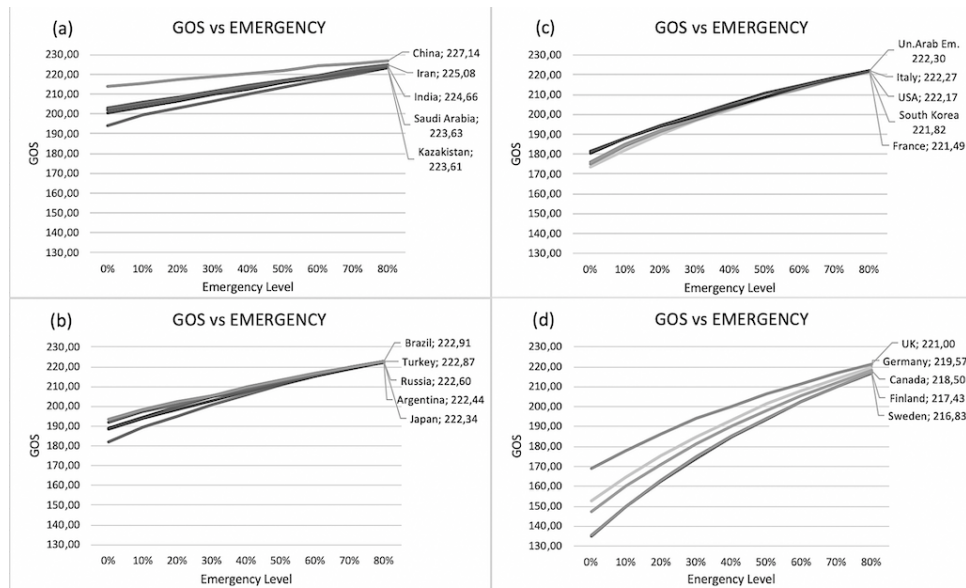 (a)
GOS vs EMERGENCY
230,00
220,00
210,00
200,00
190,00
180,00
170,00
160,00
150,00
140,00
130,00
GOS
0% 10% 20% 30% 40% 50% 60% 70% 80%
Emergency Level
China; 227,14
Iran; 225,08
India; 224,66
Saudi Arabia;
223,63
Kazakistan;
223,61
(c)
GOS vs EMERGENCY
230,00
220,00
210,00
200,00
190,00
180,00
170,00
160,00
150,00
140,00
130,00
GOS
0% 10% 20% 30% 40% 50% 60% 70% 80%
Emergency Level
Un.Arab Em.
222,30
Italy; 222,27
USA; 222,17
South Korea
221,82
France; 221,49
(b)
GOS vs EMERGENCY
230,00
220,00
210,00
200,00
190,00
180,00
170,00
160,00
150,00
140,00
130,00
GOS
0% 10% 20% 30% 40% 50% 60% 70% 80%
Emergency Level
Brazil; 222,91
Turkey; 222,87
Russia; 222,60
Argentina; 222,44
Japan; 222,34
(d)
GOS vs EMERGENCY
230,00
220,00
210,00
200,00
190,00
180,00
170,00
160,00
150,00
140,00
130,00
GOS
0% 10% 20% 30% 40% 50% 60% 70% 80%
Energency Level
UK; 221,00
Germany; 219,57
Canada; 218,50
Finland; 217,43
Sweden; 216,83